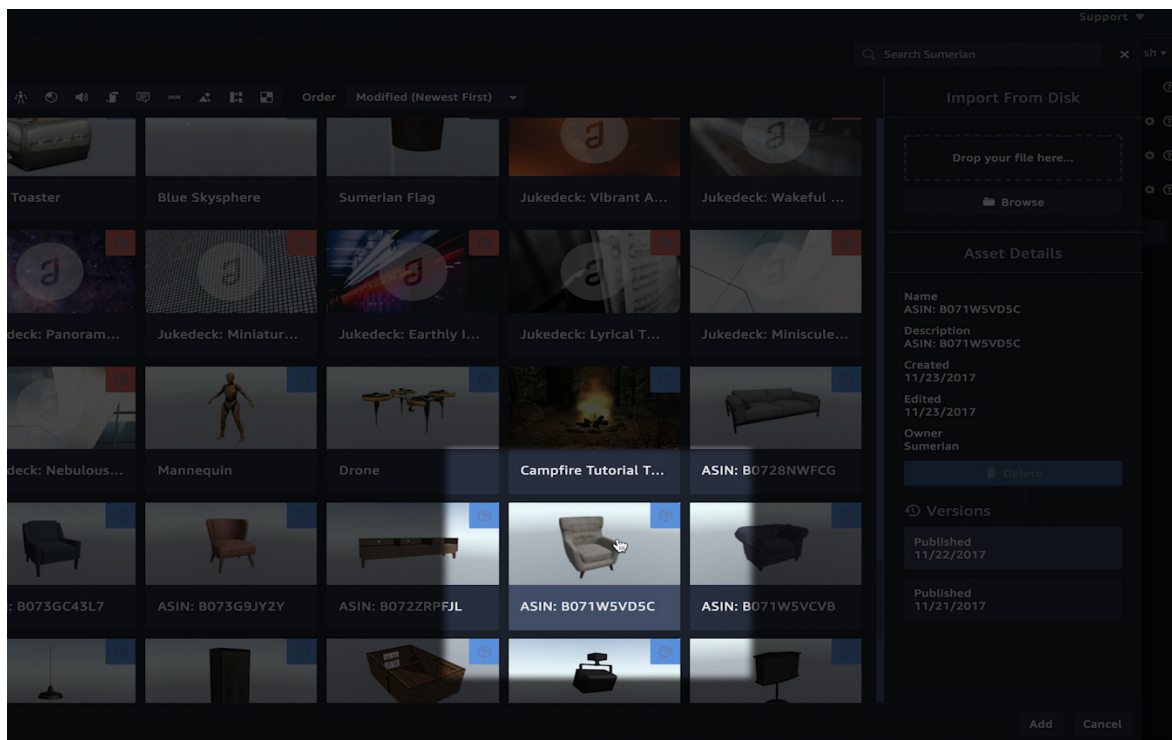 Support
Search Sumerian
sh
Order Modified (Newest First)
Import From Disk
Drop your file here...
Browse
Toaster
Blue Skysphere
Sumerian Flag
Jukedeck: Vibrant A...
Jukedeck: Wakeful ...
deck: Panoram...
Jukedeck: Miniatur...
Jukedeck: Earthly I...
Jukedeck: Lyrical T...
Jukedeck: Miniscule...
deck: Nebulous...
Mannequin
Drone
Campfire Tutorial T...
ASIN: B0728NWFCG
: B073GC43L7
ASIN: B073G9JY2Y
ASIN: B072ZRPFJL
ASIN: B071W5VD5C
ASIN: B071W5VCVB
Asset Details
Name
ASIN: B071W5VD5C
Description
ASIN: B071W5VD5C
Created
11/23/2017
Edited
11/23/2017
Owner
Sumerian
Delete
Versions
Published
11/22/2017
Published
11/21/2017
Add Cancel